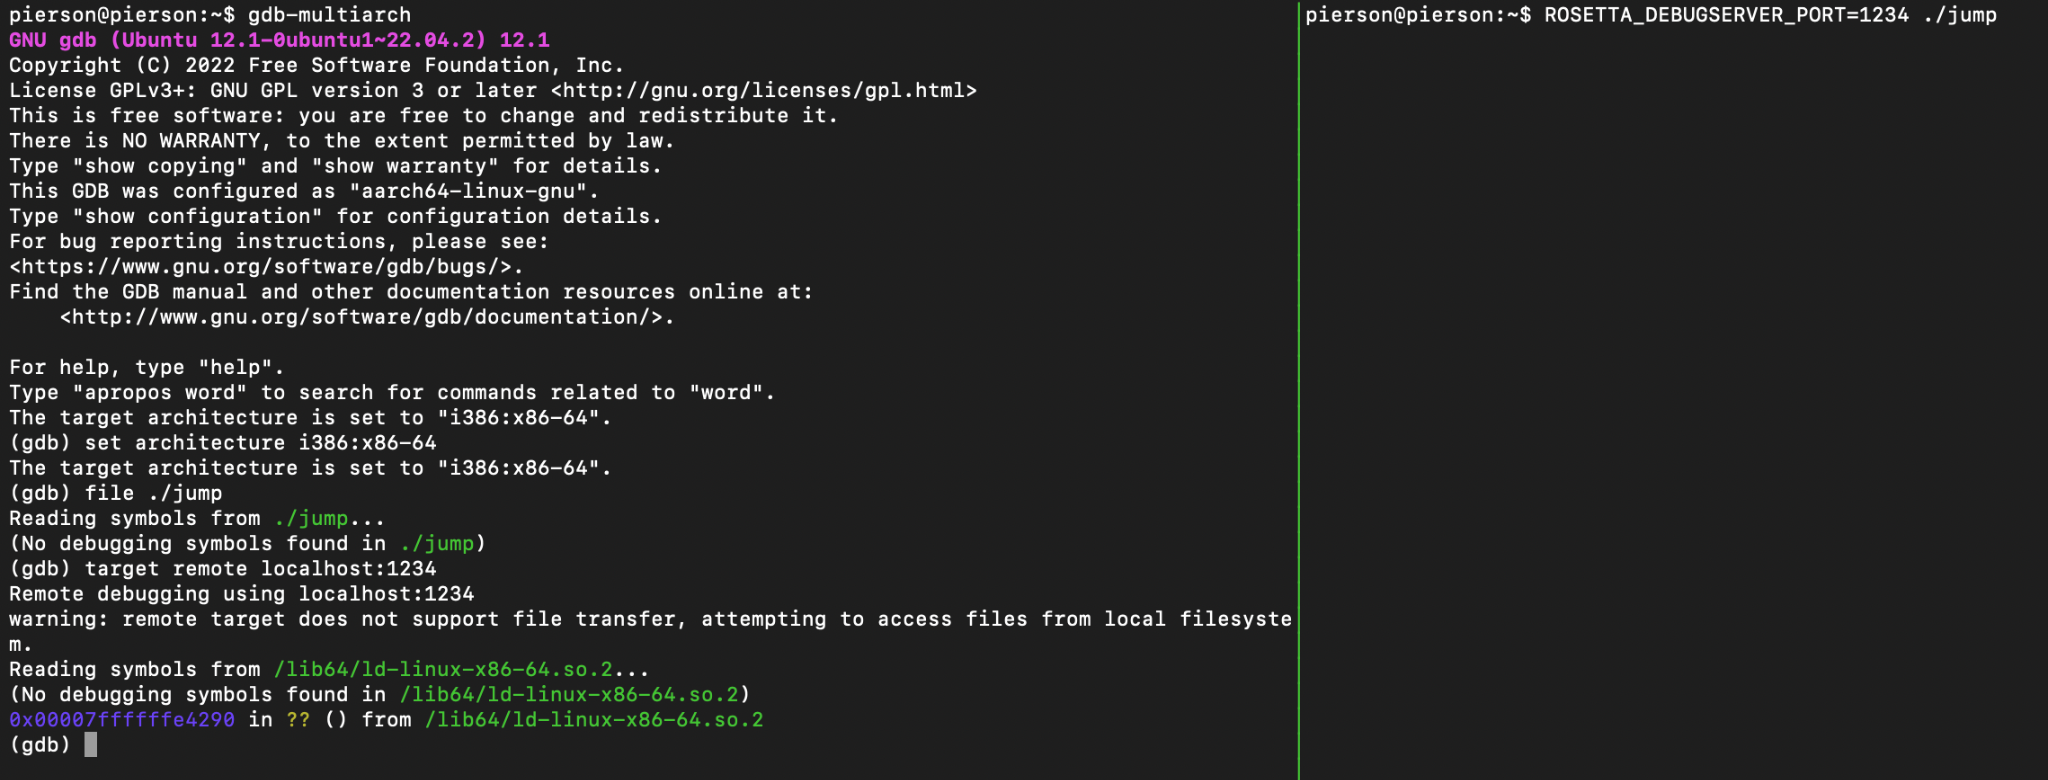 pierson@pierson:~$ gdb-multiarch
GNU gdb (Ubuntu 12.1-0ubuntu1~22.04.2) 12.1
Copyright (C) 2022 Free Software Foundation, Inc.
License GPLv3+: GNU GPL version 3 or later <http://gnu.org/licenses/gpl.html>
This is free software: you are free to change and redistribute it.
There is NO WARRANTY, to the extent permitted by law.
Type "show copying" and "show warranty" for details.
This GDB was configured as "aarch64-linux-gnu".
Type "show configuration" for configuration details.
For bug reporting instructions, please see:
<https://www.gnu.org/software/gdb/bugs/>.
Find the GDB manual and other documentation resources online at:
    <http://www.gnu.org/software/gdb/documentation/>.

For help, type "help".
Type "apropos word" to search for commands related to "word".
The target architecture is set to "i386:x86-64".
(gdb) set architecture i386:x86-64
The target architecture is set to "i386:x86-64".
(gdb) file ./jump
Reading symbols from ./jump...
(No debugging symbols found in ./jump)
(gdb) target remote localhost:1234
Remote debugging using localhost:1234
warning: remote target does not support file transfer, attempting to access files from local filesyste
m.
Reading symbols from /lib64/ld-linux-x86-64.so.2...
(No debugging symbols found in /lib64/ld-linux-x86-64.so.2)
0x00007ffffffe4290 in ?? () from /lib64/ld-linux-x86-64.so.2
(gdb)
pierson@pierson:~$ ROSETTA_DEBUGSERVER_PORT=1234 ./jump